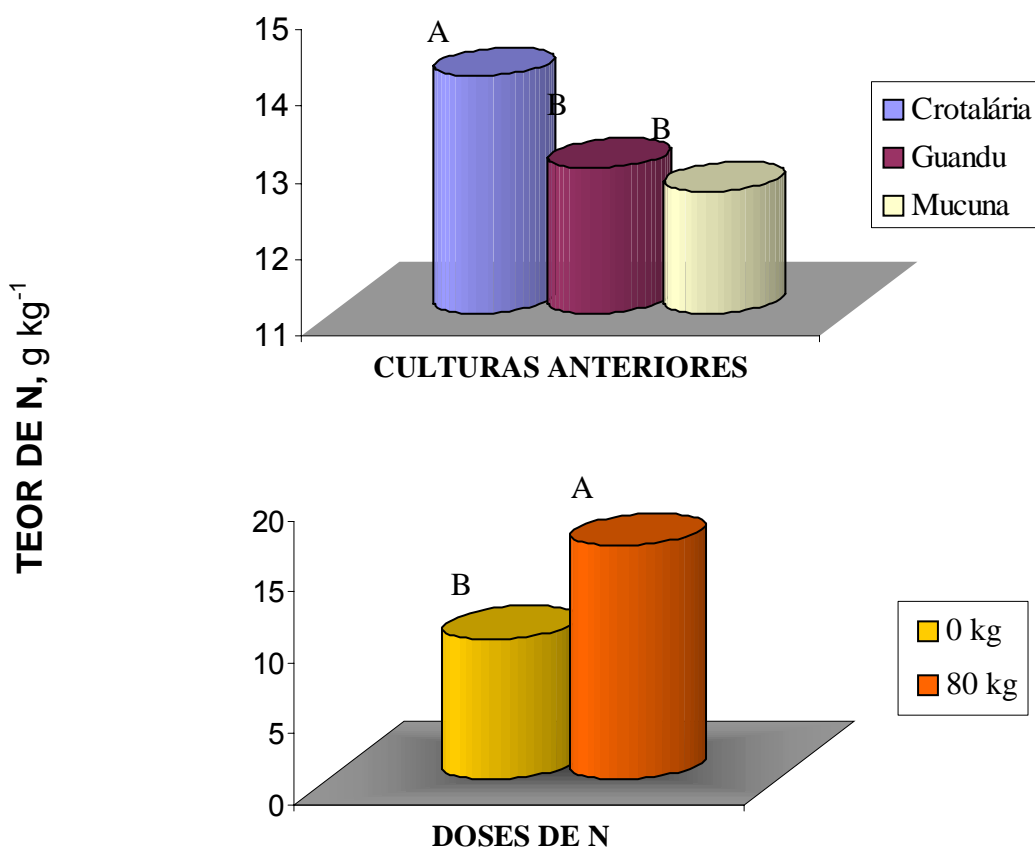 TEOR DE N, g kg⁻¹
15
14
13
12
11
A
B
B
Crotalária
Guandu
Mucuna
CULTURAS ANTERIORES
20
15
10
5
0
B
A
0 kg
80 kg
DOSES DE N